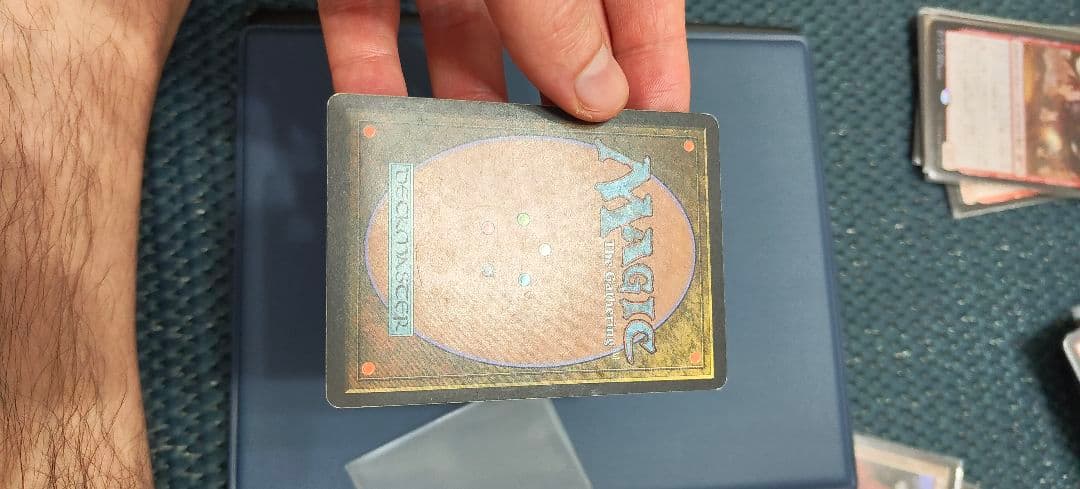 MAGIC
The Gathering
DECKMASTER